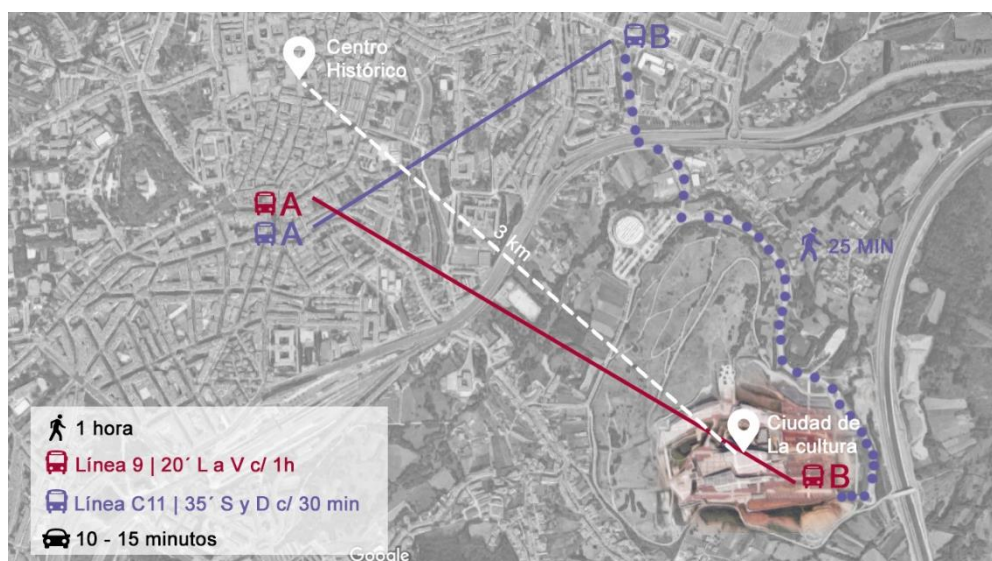 Centro
Histórico
B
A
A
3 km
25 MIN
Ciudad de
La cultura
B
1 hora
Línea 9 | 20´ L a V c/ 1h
Línea C11 | 35´ S y D c/ 30 min
10 - 15 minutos
Google